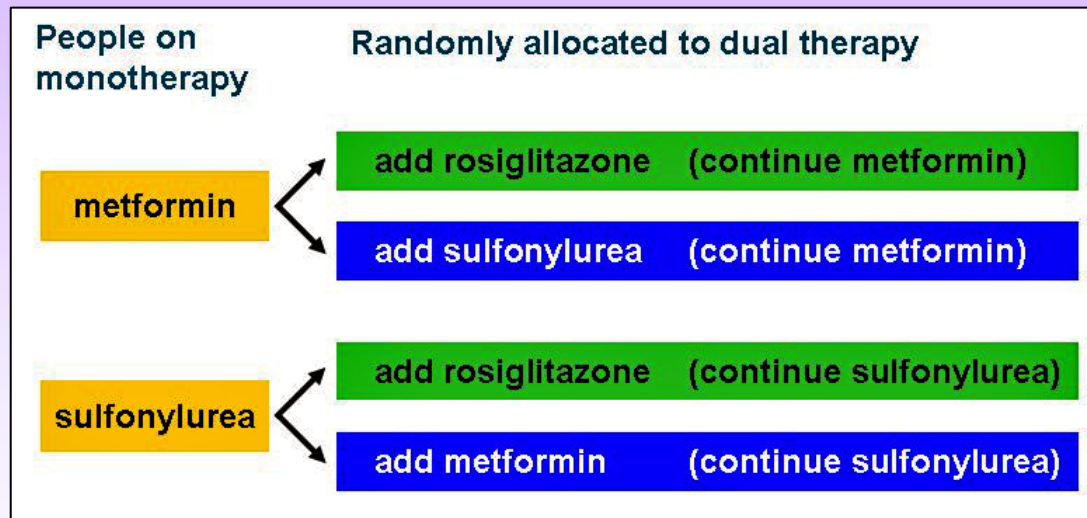 People on
monotherapy
Randomly allocated to dual therapy
metformin
add rosiglitazone (continue metformin)
add sulfonylurea (continue metformin)
sulfonylurea
add rosiglitazone (continue sulfonylurea)
add metformin (continue sulfonylurea)